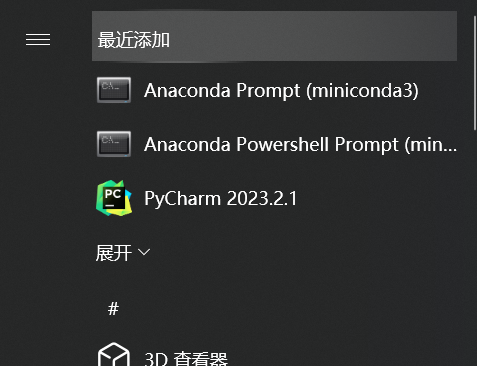 最近添加
Anaconda Prompt (miniconda3)
Anaconda Powershell Prompt (min...
PC PyCharm 2023.2.1
展开
#
3D 查看器